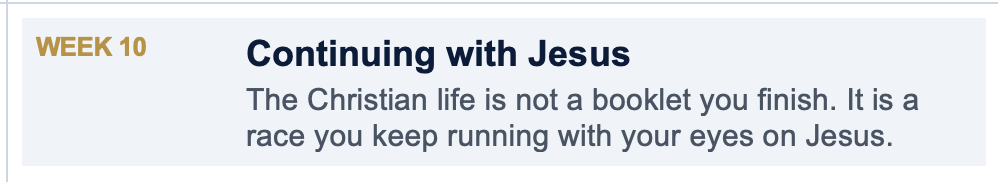 WEEK 10
Continuing with Jesus
The Christian life is not a booklet you finish. It is a
race you keep running with your eyes on Jesus.